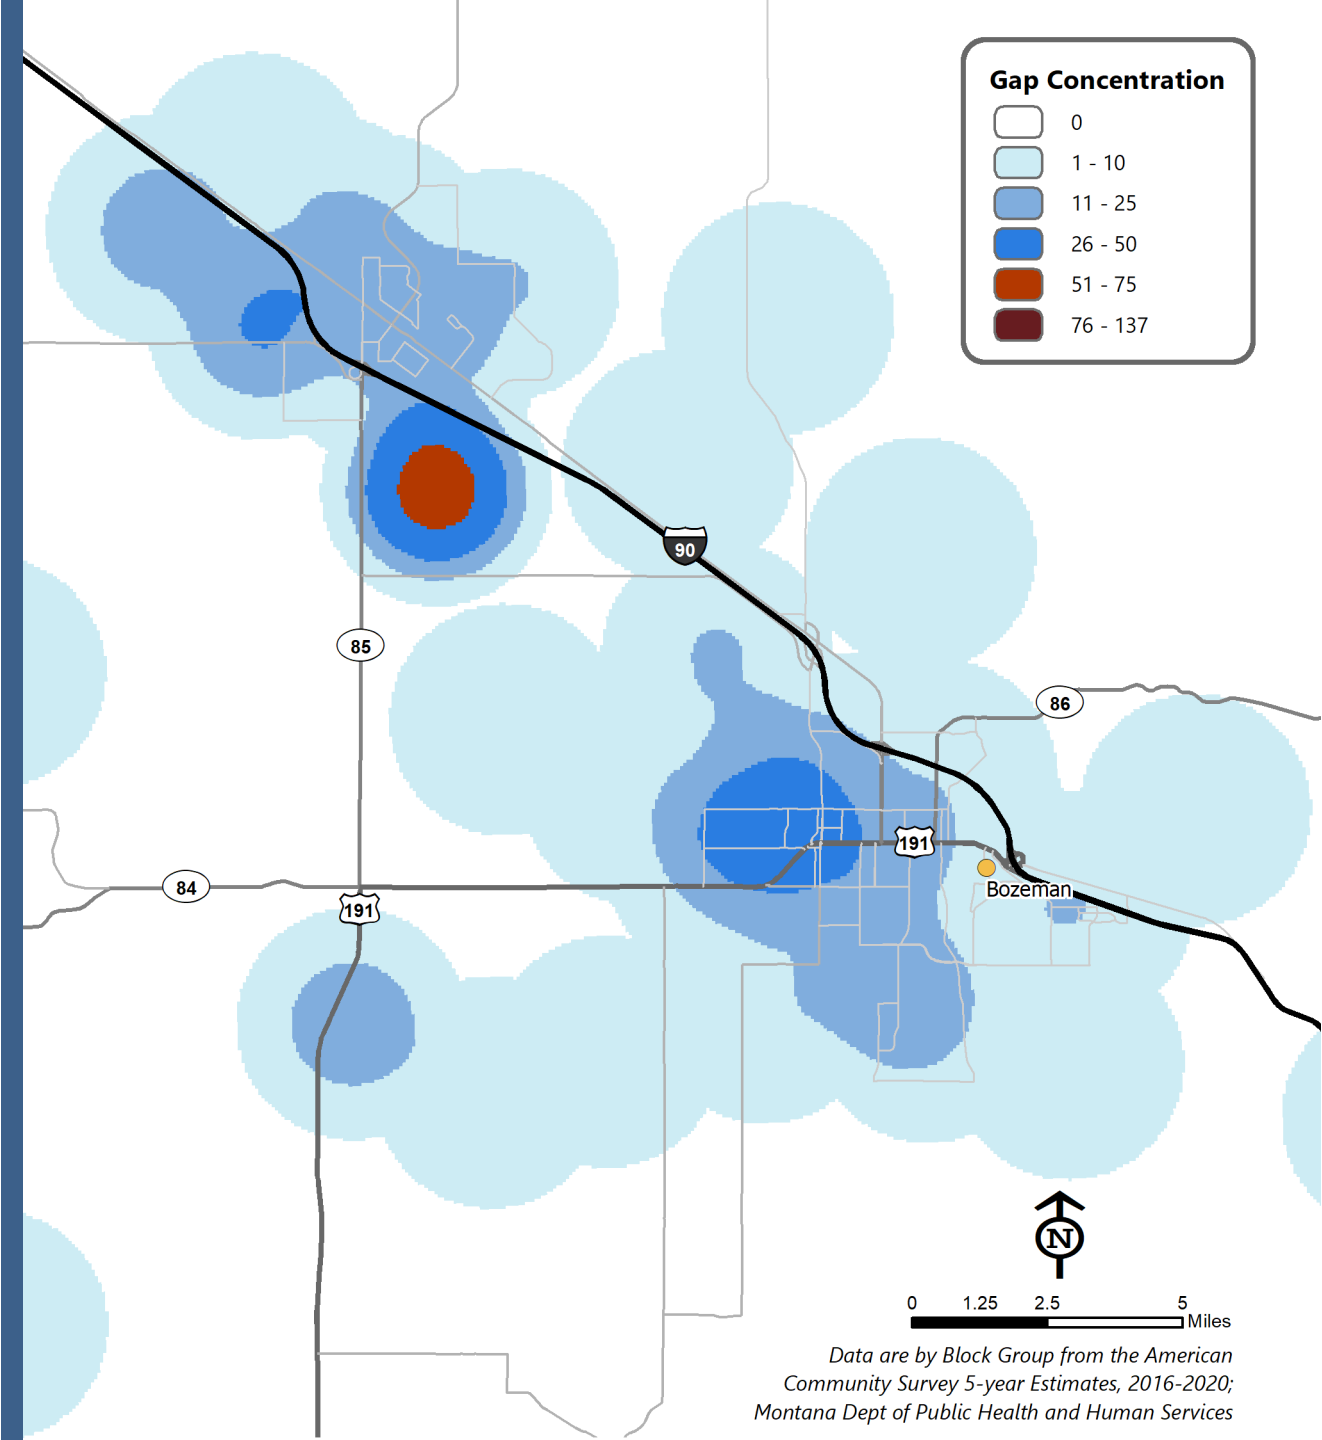 Gap Concentration
0
1 - 10
11 - 25
26 - 50
51 - 75
76 - 137
90
85
86
191
Bozeman
84
191
N
0 1.25 2.5 5
Miles
Data are by Block Group from the American
Community Survey 5-year Estimates, 2016-2020;
Montana Dept of Public Health and Human Services